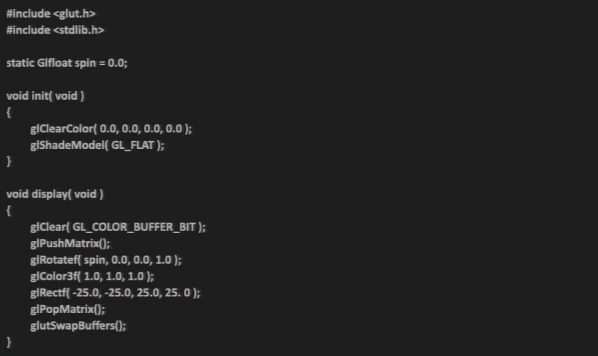 #include <glut.h>
#include <stdlib.h>
static Glfloat spin = 0.0;
void init( void )
{
glClearColor( 0.0, 0.0, 0.0, 0.0 );
glShadeModel( GL_FLAT );
}
void display( void )
{
glClear( GL_COLOR_BUFFER_BIT );
glPushMatrix();
glRotatef( spin, 0.0, 0.0, 1.0 );
glColor3f( 1.0, 1.0, 1.0 );
glRectf( -25.0, -25.0, 25.0, 25. 0 );
glPopMatrix();
glutSwapBuffers();
}